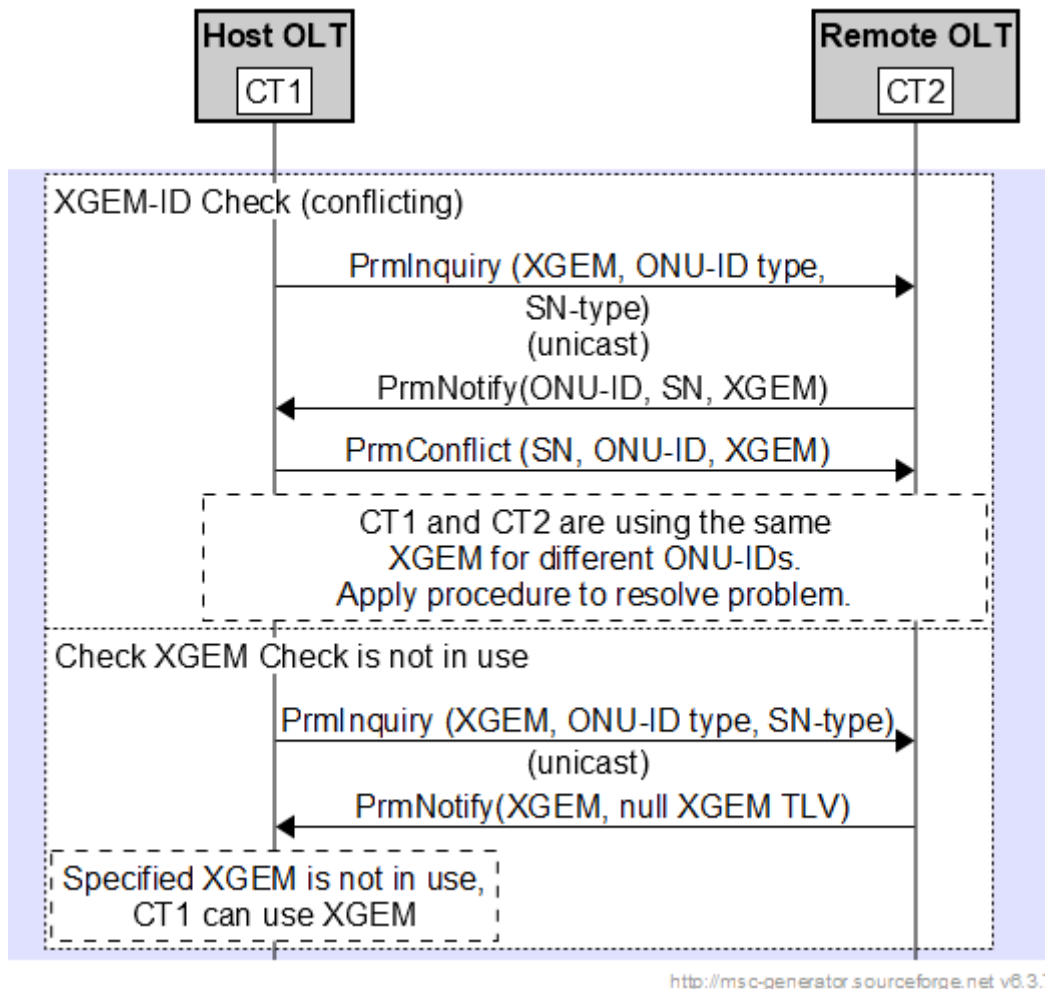 Host OLT
Remote OLT
CT1
CT2
XGEM-ID Check (conflicting)
PrmInquiry (XGEM, ONU-ID type,
SN-type)
(unicast)
PrmNotify(ONU-ID, SN, XGEM)
PrmConflict (SN, ONU-ID, XGEM)
CT1 and CT2 are using the same
XGEM for different ONU-IDs.
Apply procedure to resolve problem.
Check XGEM Check is not in use
PrmInquiry (XGEM, ONU-ID type, SN-type)
(unicast)
PrmNotify(XGEM, null XGEM TLV)
Specified XGEM is not in use,
CT1 can use XGEM
http://msc-generator.sourceforge.net v6.3.7